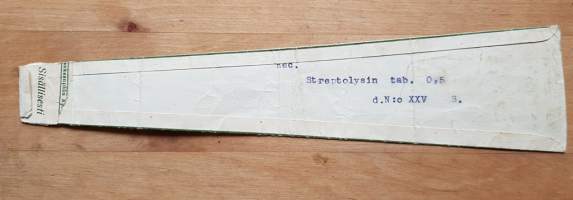 Sisällisesti
Rec.
Streptolysin tab. 0,5
d.N:o XXV S.